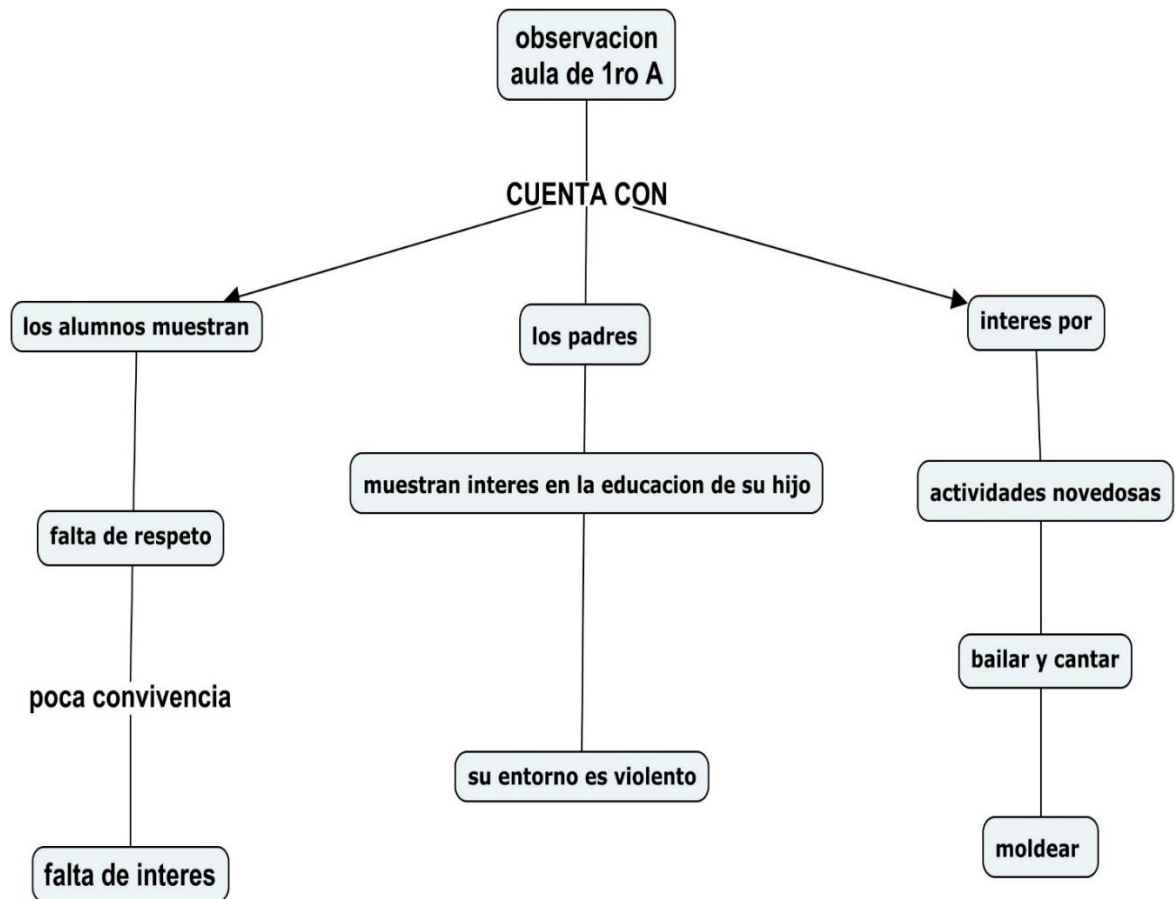 observacion
aula de 1ro A
CUENTA CON
los alumnos muestran
los padres
interes por
muestran interes en la educacion de su hijo
actividades novedosas
falta de respeto
bailar y cantar
poca convivencia
su entorno es violento
moldear
falta de interes